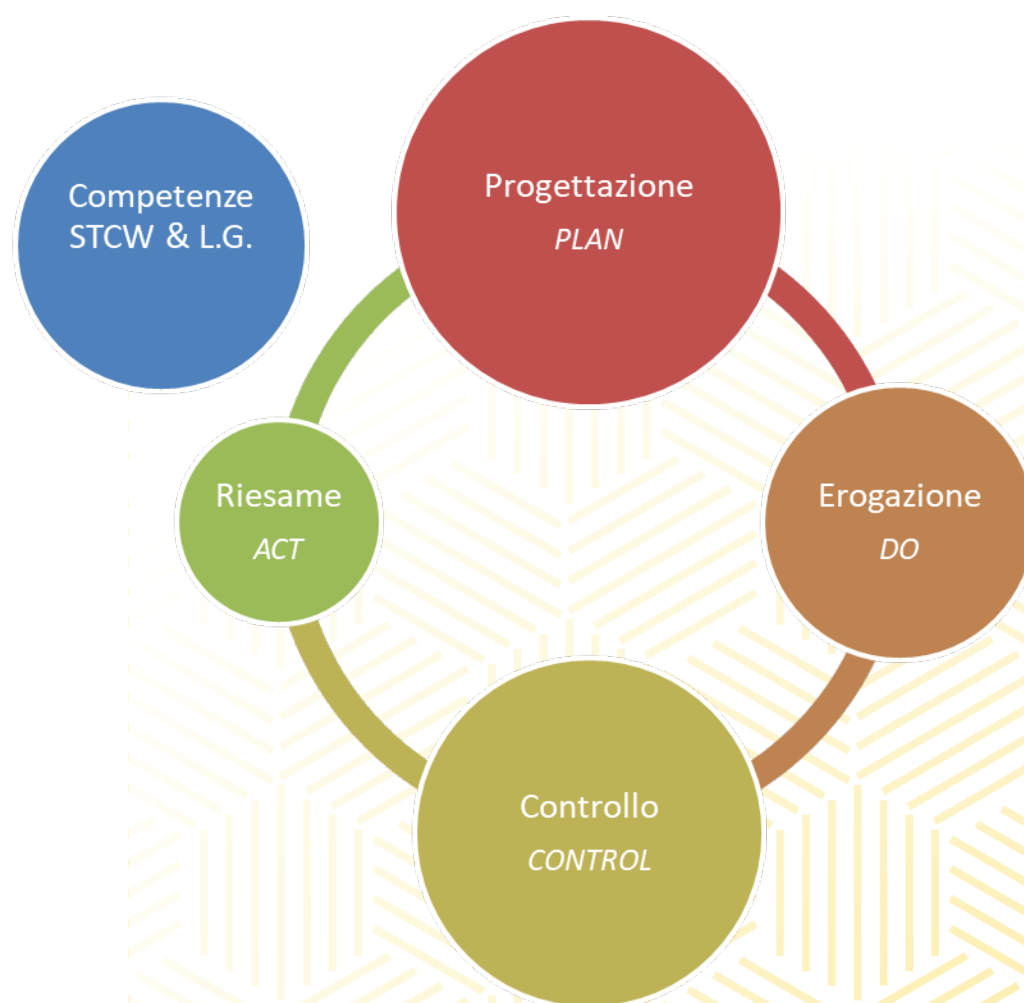 Competenze
STCW & L.G.
Progettazione
PLAN
Riesame
ACT
Erogazione
DO
Controllo
CONTROL